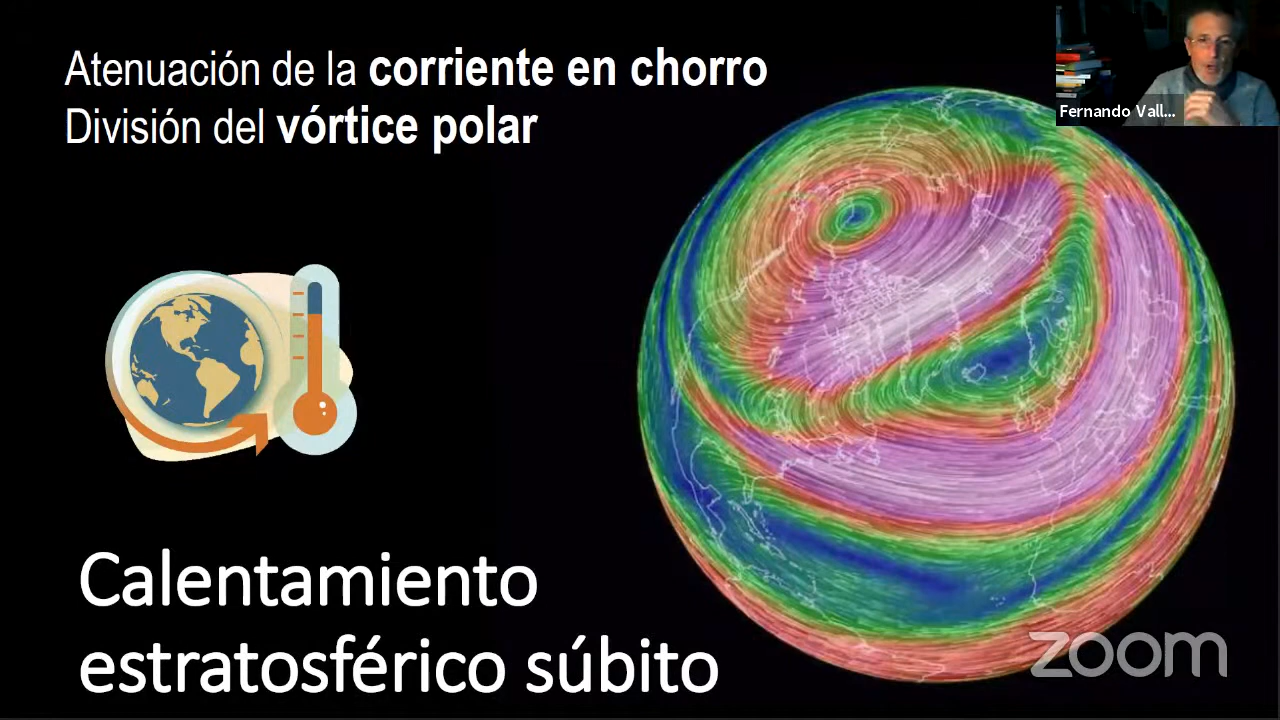 Atenuación de la corriente en chorro
División del vórtice polar
Fernando Vall...
Calentamiento
estratosférico súbito
zoom